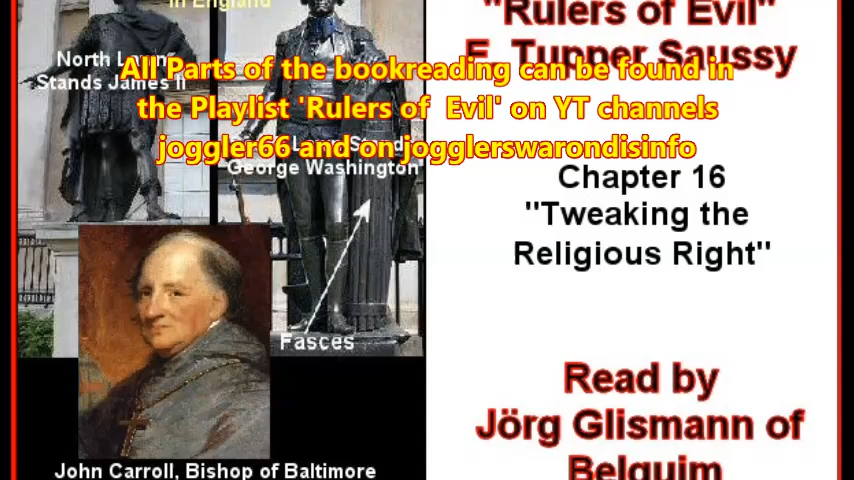 in England
"Rulers of Evil"
F. Tupper Saussy
North Lawn
Stands James II
All Parts of the bookreading can be found in
the Playlist 'Rulers of Evil' on YT channels
joggler66 and on jogglerswarondisinfo
George Washington
Chapter 16
"Tweaking the
Religious Right"
Fasces
Read by
Jörg Glismann of
Belguim
John Carroll, Bishop of Baltimore